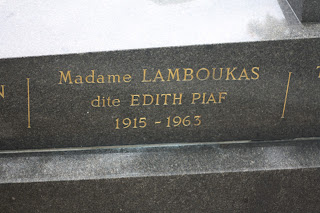 Madame LAMBOUKAS
dite EDITH PIAF
1915 - 1963